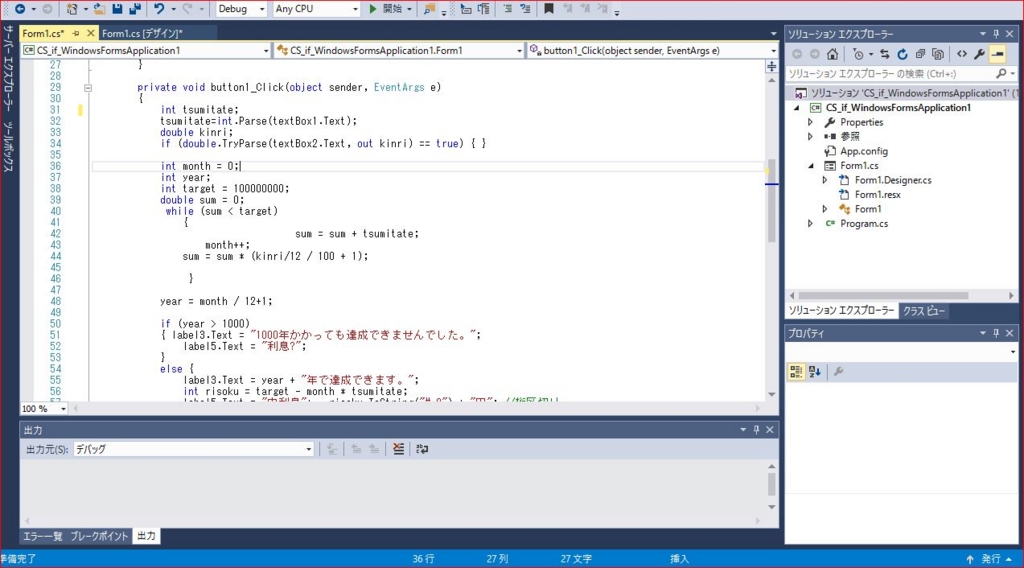 Debug
Any CPU
開始
サーバー エクスプローラー
ツールボックス
Form1.cs*
Form1.cs [デザイン]*
CS_if_WindowsFormsApplication1
CS_if_WindowsFormsApplication1.Form1
button1_Click(object sender, EventArgs e)
27 }
28
29 private void button1_Click(object sender, EventArgs e)
30 {
31 int tsumitate;
32 tsumitate=int.Parse(textBox1.Text);
33 double kinri;
34 if (double.TryParse(textBox2.Text, out kinri) == true) { }
35
36 int month = 0;
37 int year;
38 int target = 100000000;
39 double sum = 0;
40 while (sum < target)
41 {
42 sum = sum + tsumitate;
43 month++;
44 sum = sum * (kinri/12 / 100 + 1);
45
46 }
47
48 year = month / 12+1;
49
50 if (year > 1000)
51 { label3.Text = "1000年かかっても達成できませんでした。";
52 label5.Text = "利息?";
53 }
54 else {
55 label3.Text = year + "年で達成できます。";
56 int risoku = target - month * tsumitate;
100 %
出力
出力元(S):
デバッグ
エラー一覧
ブレークポイント
出力
準備完了
36 行
27 列
27 文字
挿入
発行
ソリューション エクスプローラー
ソリューション エクスプローラー の検索 (Ctrl+:)
ソリューション 'CS_if_WindowsFormsApplication1' (1
CS_if_WindowsFormsApplication1
Properties
参照
App.config
Form1.cs
Form1.Designer.cs
Form1.resx
Form1
Program.cs
ソリューション エクスプローラー
クラス ビュー
プロパティ